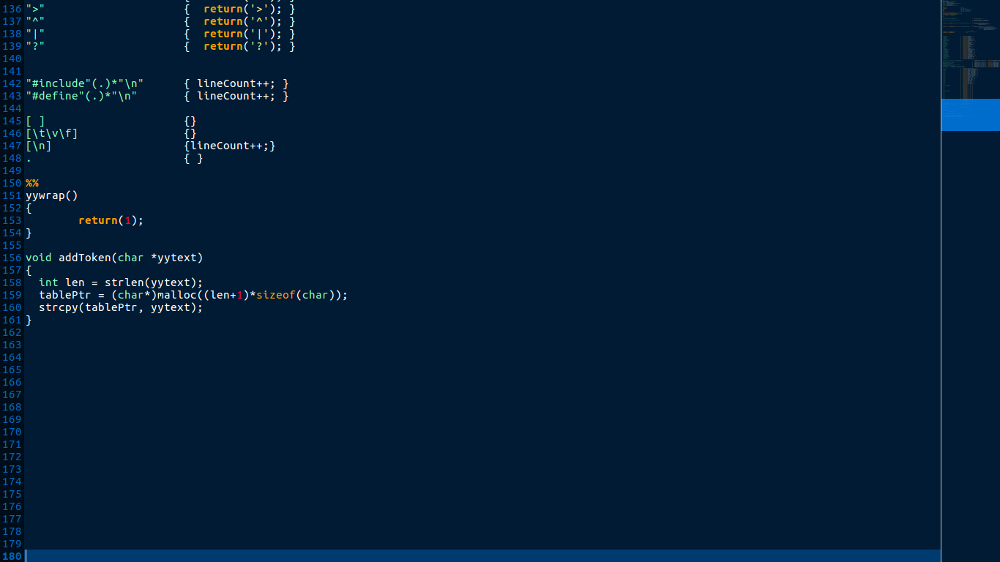 136 ">"                     {  return('>'); }
137 "^"                     {  return('^'); }
138 "|"                     {  return('|'); }
139 "?"                     {  return('?'); }
140
141
142 "#include"(.)*"\n"      { lineCount++; }
143 "#define"(.)*"\n"       { lineCount++; }
144
145 [ ]                     {}
146 [\t\v\f]                {}
147 [\n]                    {lineCount++;}
148 .                       { }
149
150 %%
151 yywrap()
152 {
153         return(1);
154 }
155
156 void addToken(char *yytext)
157 {
158   int len = strlen(yytext);
159   tablePtr = (char*)malloc((len+1)*sizeof(char));
160   strcpy(tablePtr, yytext);
161 }
162
163
164
165
166
167
168
169
170
171
172
173
174
175
176
177
178
179
180